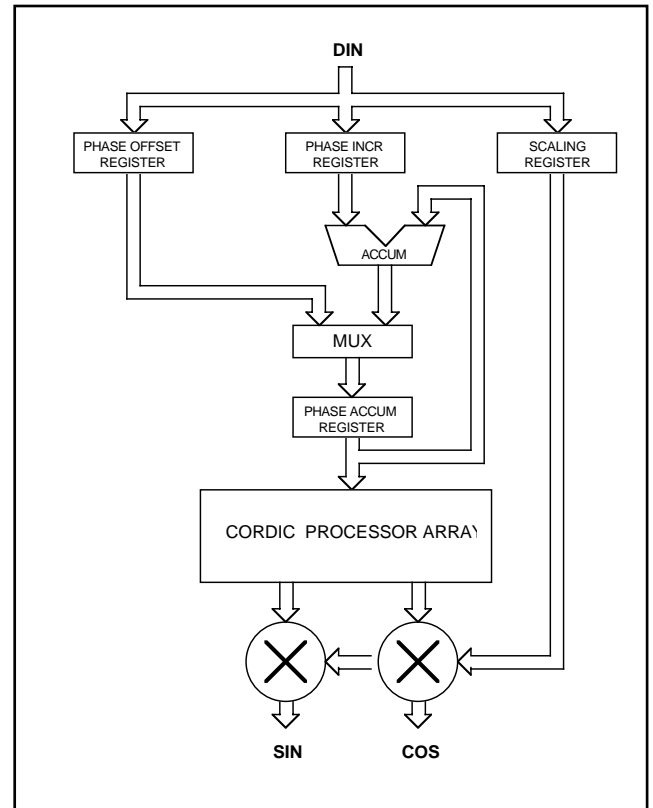 DIN
PHASE OFFSET
REGISTER
PHASE INCR
REGISTER
SCALING
REGISTER
ACCUM
MUX
PHASE ACCUM
REGISTER
CORDIC PROCESSOR ARRAY
SIN
COS